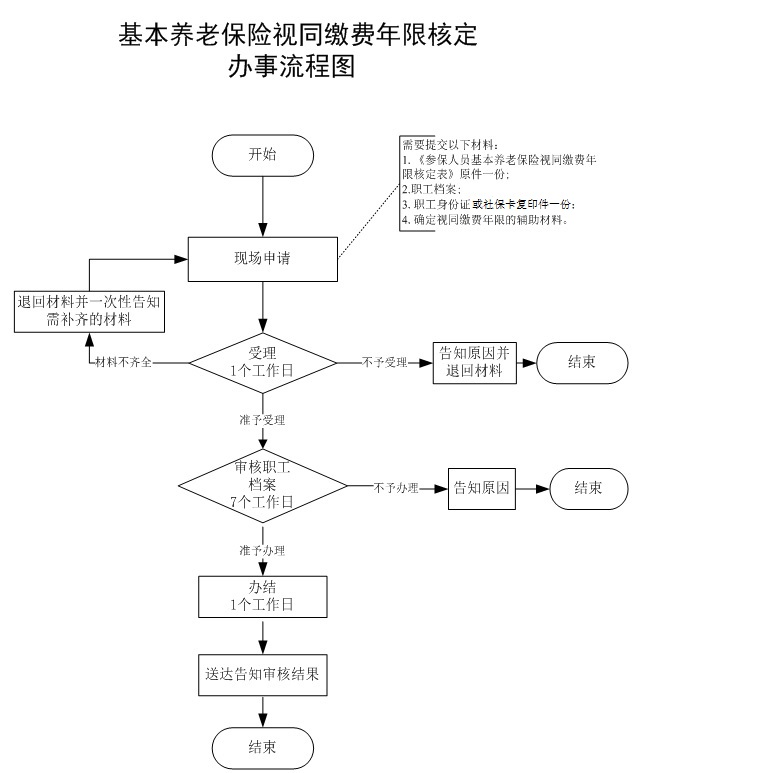 基本养老保险视同缴费年限核定
办事流程图
开始
需要提交以下材料：
1. 《参保人员基本养老保险视同缴费年
限核定表》原件一份；
2.职工档案；
3. 职工身份证或社保卡复印件一份；
4. 确定视同缴费年限的辅助材料。
现场申请
退回材料并一次性告知
需补齐的材料
材料不齐全
受理
1个工作日
不予受理
告知原因并
退回材料
结束
准予受理
审核职工
档案
7个工作日
不予办理
告知原因
结束
准予办理
办结
1个工作日
送达告知审核结果
结束